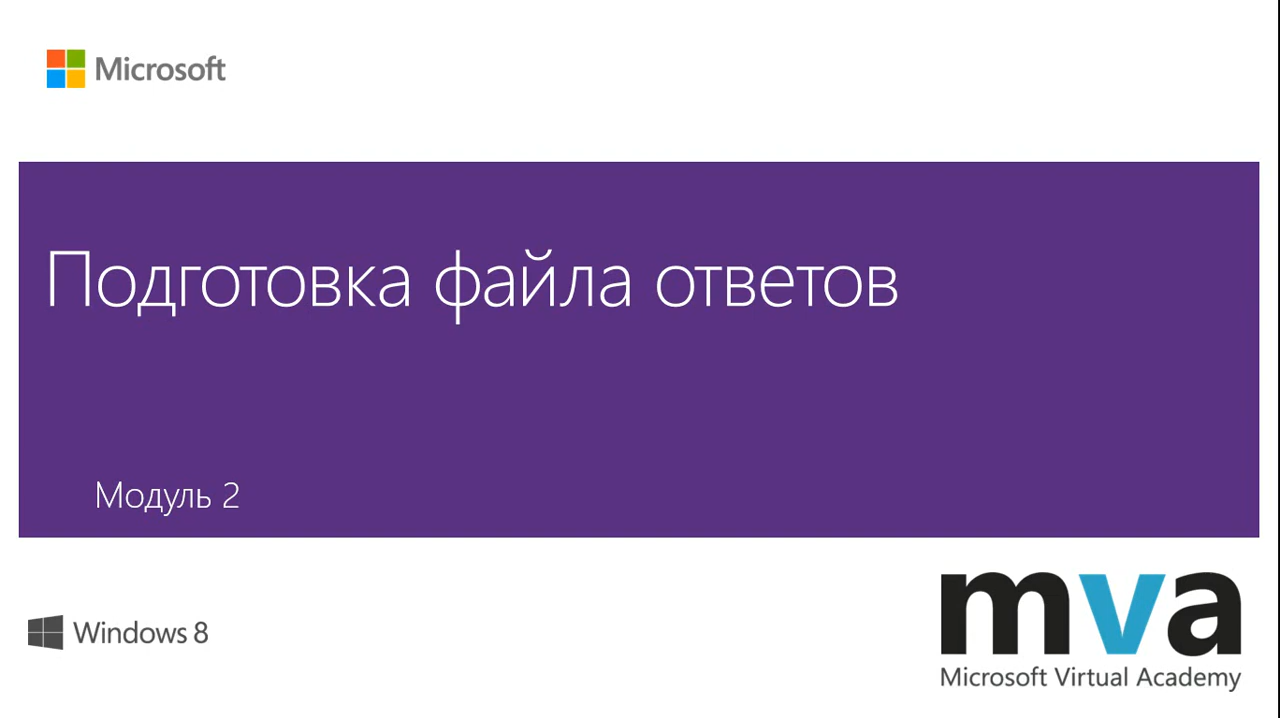 Microsoft
Подготовка файла ответов
Модуль 2
Windows 8
mva
Microsoft Virtual Academy